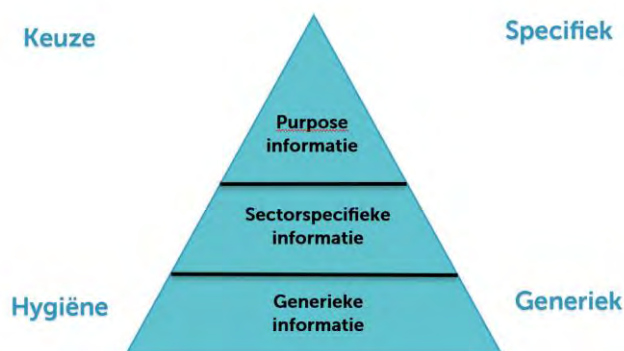 Keuze
Specifiek
Purpose
informatie
Sectorspecifieke
informatie
Hygiëne
Generiek
Generieke
informatie